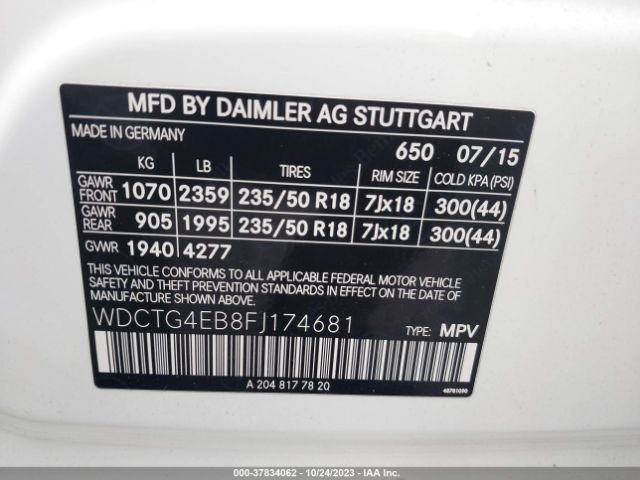 MFD BY DAIMLER AG STUTTGART
MADE IN GERMANY 650 07/15
KG LB TIRES RIM SIZE COLD KPA(PSI)
GAWR FRONT 1070 2359 235/50 R18 7Jx18 300(44)
GAWR REAR 905 1995 235/50 R18 7Jx18 300(44)
GVWR 1940 4277
THIS VEHICLE CONFORMS TO ALL APPLICABLE FEDERAL MOTOR VEHICLE
SAFETY AND THEFT PREVENTION STANDARDS IN EFFECT ON THE DATE OF
MANUFACTURE SHOWN ABOVE.
WDCTG4EB8FJ174681 TYPE: MPV
A 204 817 78 20
000-37834062 - 10/24/2023 - IAA Inc.